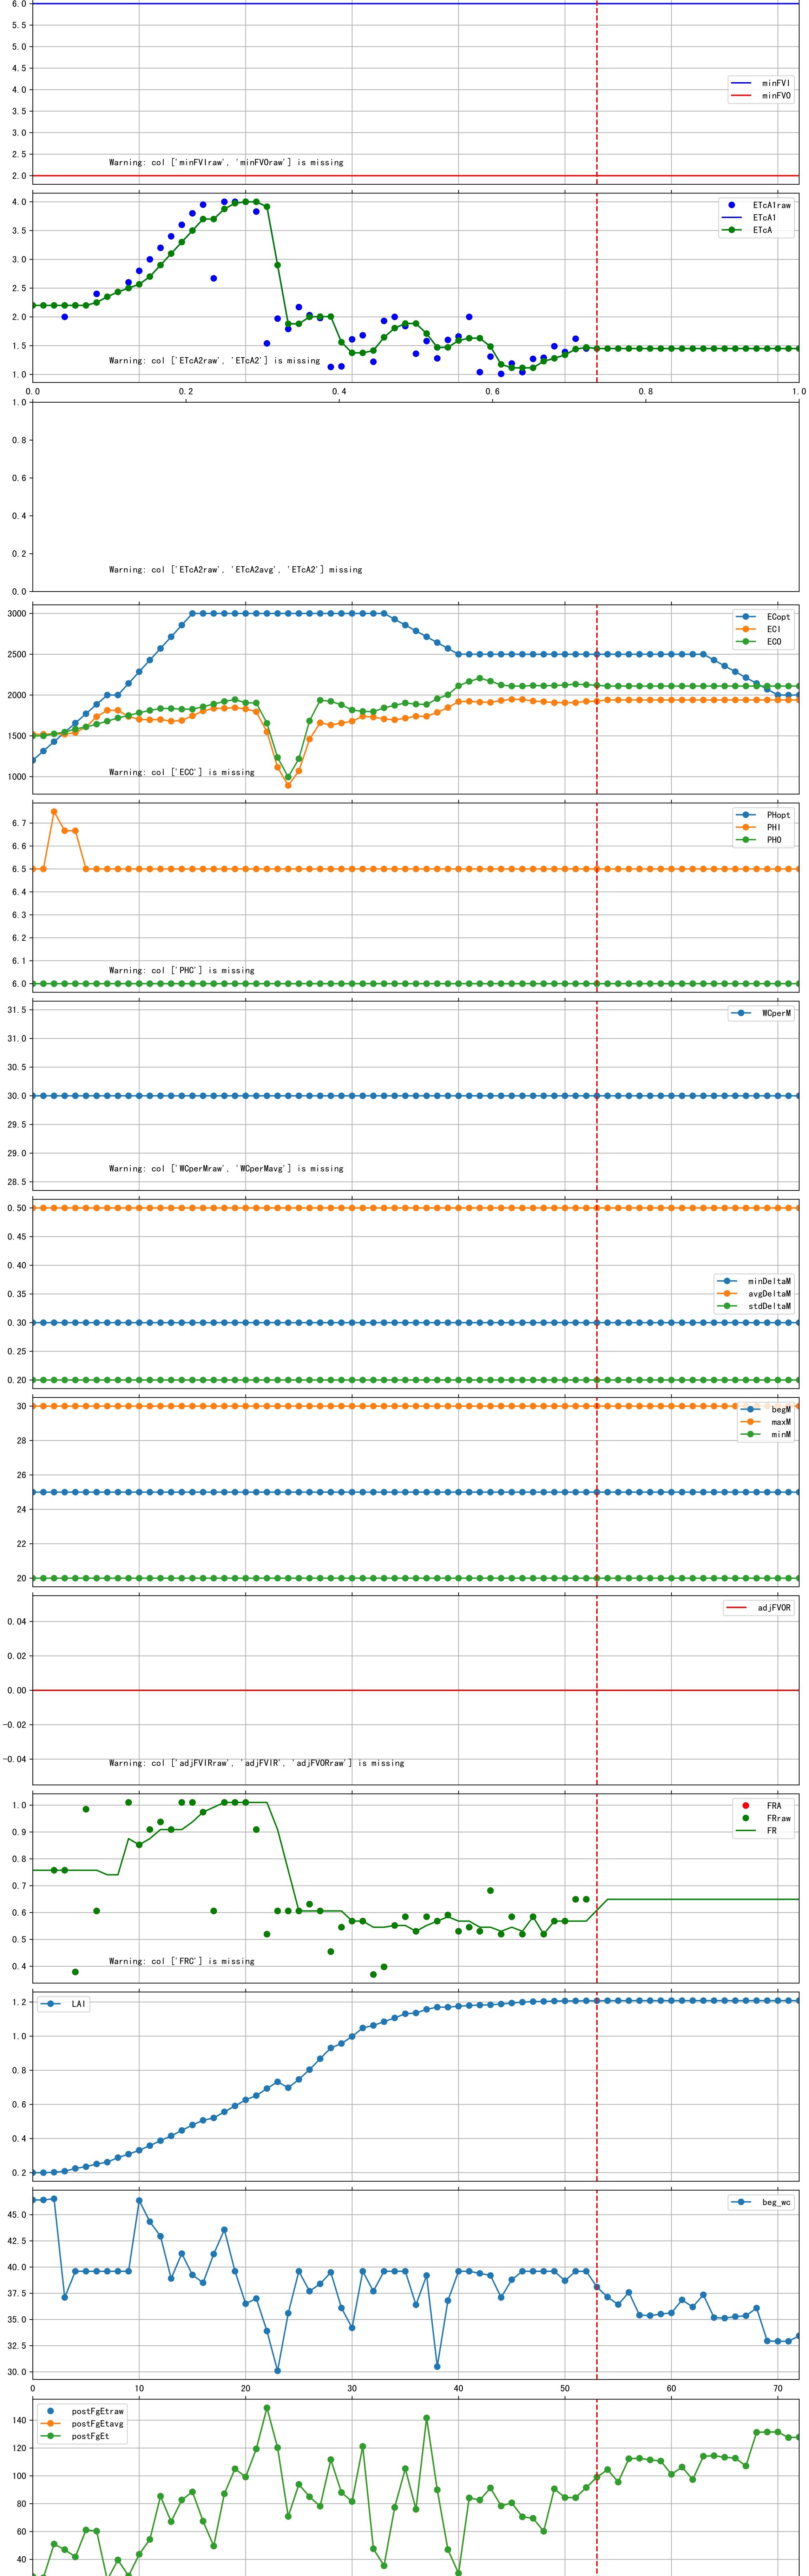 6.0
5.5
5.0
4.5
4.0
3.5
3.0
2.5
2.0
minFVI
minFVO
Warning: col ['minFVIraw', 'minFVOraw'] is missing
4.0
3.5
3.0
2.5
2.0
1.5
1.0
ETcA1raw
ETcA1
ETcA
Warning: col ['ETcA2raw', 'ETcA2'] is missing
0.0 0.2 0.4 0.6 0.8 1.0
1.0
0.8
0.6
0.4
0.2
0.0
Warning: col ['ETcA2raw', 'ETcA2avg', 'ETcA2'] missing
3000
2500
2000
1500
1000
ECopt
ECI
ECO
Warning: col ['ECC'] is missing
6.7
6.6
6.5
6.4
6.3
6.2
6.1
6.0
PHopt
PHI
PHO
Warning: col ['PHC'] is missing
31.5
31.0
30.5
30.0
29.5
29.0
28.5
WCperM
Warning: col ['WCperMraw', 'WCperMavg'] is missing
0.50
0.45
0.40
0.35
0.30
0.25
0.20
minDeltaM
avgDeltaM
stdDeltaM
30
28
26
24
22
20
begM
maxM
minM
0.04
0.02
0.00
-0.02
-0.04
adjFVOR
Warning: col ['adjFVIRraw', 'adjFVIR', 'adjFVORraw'] is missing
1.0
0.9
0.8
0.7
0.6
0.5
0.4
FRA
FRraw
FR
Warning: col ['FRC'] is missing
1.2
1.0
0.8
0.6
0.4
0.2
LAI
45.0
42.5
40.0
37.5
35.0
32.5
30.0
beg_wc
0 10 20 30 40 50 60 70
140
120
100
80
60
40
postFgEtraw
postFgEtavg
postFgEt